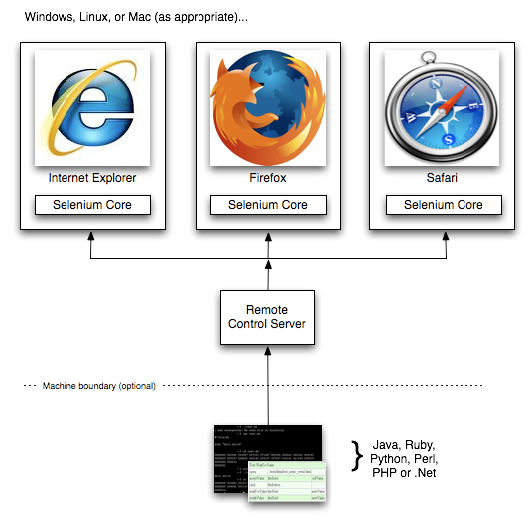 Windows, Linux, or Mac (as appropriate)...
Internet Explorer
Firefox
Safari
Selenium Core
Selenium Core
Selenium Core
Remote
Control Server
Machine boundary (optional)
Java, Ruby,
Python, Perl,
PHP or .Net